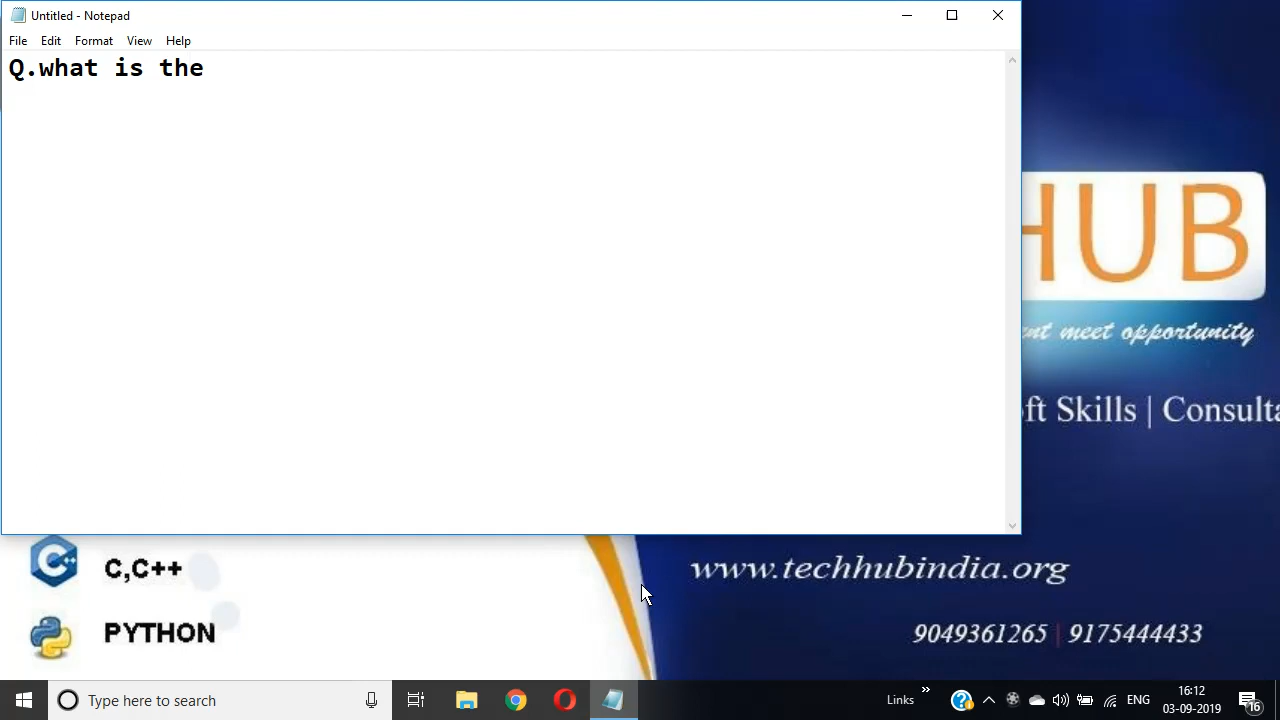 Untitled - Notepad
File Edit Format View Help
Q.what is the
HUB
nt meet opportunity
ft Skills | Consulta
C,C++
www.techhubindia.org
PYTHON
9049361265 | 9175444433
Type here to search
Links
ENG
16:12
03-09-2019
16